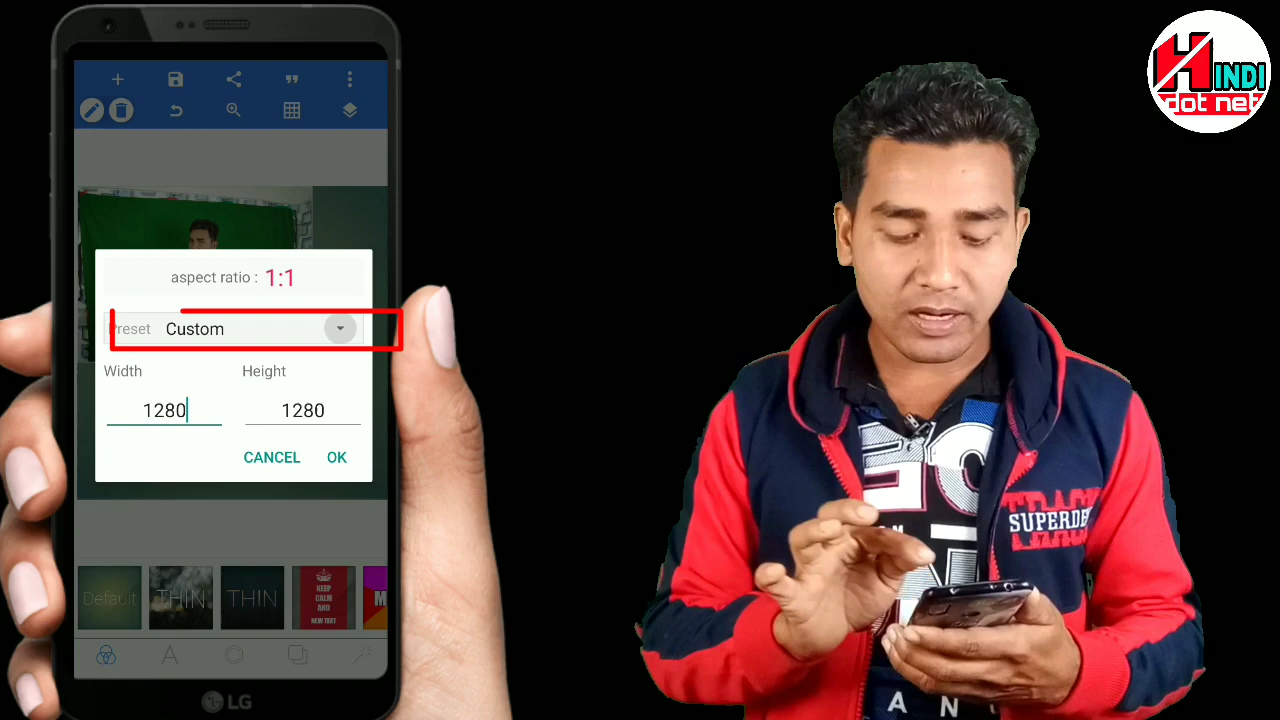 HINDI
dot net
aspect ratio : 1:1
Preset Custom
Width Height
1280 1280
CANCEL OK
Default
THIN
THIN
KEEP
CALM
AND
NEW TEXT
M
A
LG
SUPERD
A N